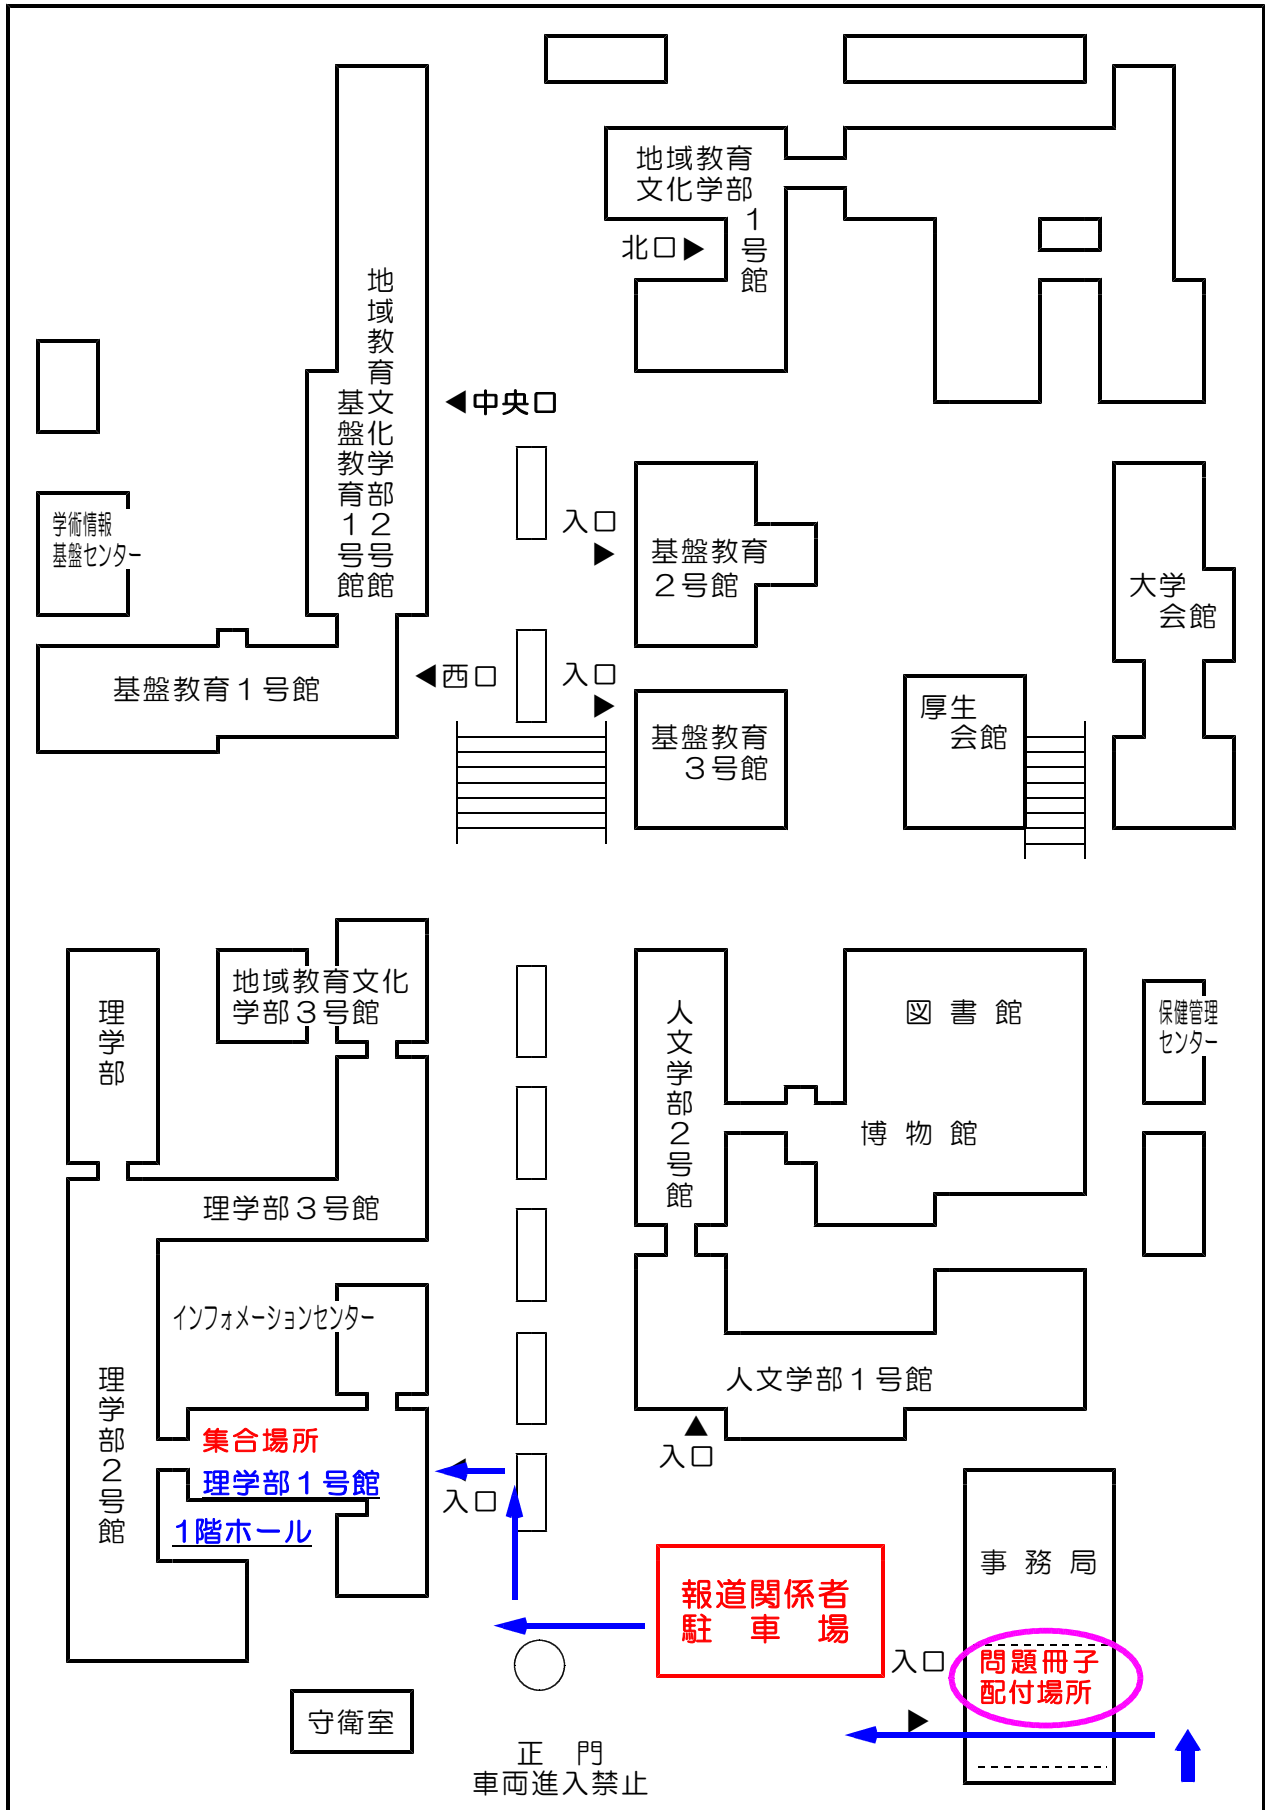 地域教育
文化学部
１号館
北口
地域教育文化学部２号館
基盤教育１号館
中央口
学術情報
基盤センター
入口
基盤教育
２号館
大学
会館
基盤教育１号館
西口
入口
基盤教育
３号館
厚生
会館
理学部
地域教育文化
学部３号館
人文学部２号館
図書館
保健管理
センター
博物館
理学部３号館
インフォメーションセンター
理学部２号館
人文学部１号館
入口
集合場所
理学部１号館
入口
1階ホール
事務局
報道関係者
駐車場
入口
問題冊子
配付場所
守衛室
正門
車両進入禁止